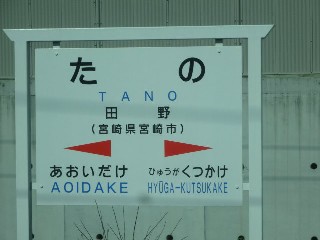 たの
TANO
田野
(宮崎県宮崎市)
あおいだけ ひゅうがくつかけ
AOIDAKE HYŪGA-KUTSUKAKE